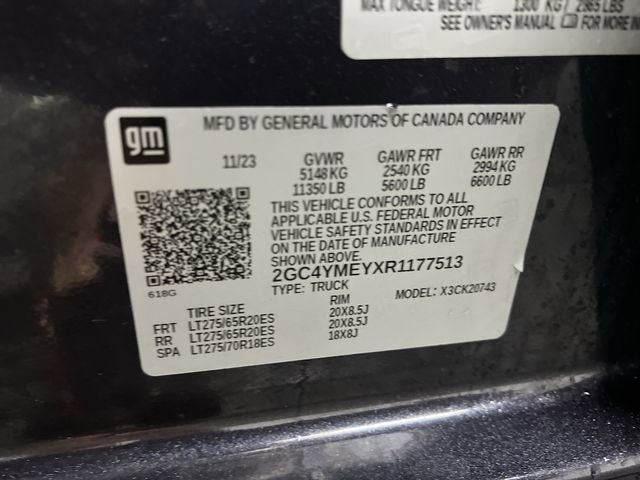 MAX TONGUE WEIGHT: 1300 KG / 2865 LBS
SEE OWNER'S MANUAL FOR MORE IN
gm
MFD BY GENERAL MOTORS OF CANADA COMPANY
11/23 GVWR GAWR FRT GAWR RR
5148 KG 2540 KG 2994 KG
11350 LB 5600 LB 6600 LB
THIS VEHICLE CONFORMS TO ALL
APPLICABLE U.S. FEDERAL MOTOR
VEHICLE SAFETY STANDARDS IN EFFECT
ON THE DATE OF MANUFACTURE
SHOWN ABOVE.
2GC4YMEYXR1177513
618G
TYPE: TRUCK MODEL: X3CK20743
TIRE SIZE RIM
FRT LT275/65R20ES 20X8.5J
RR LT275/65R20ES 20X8.5J
SPA LT275/70R18ES 18X8J